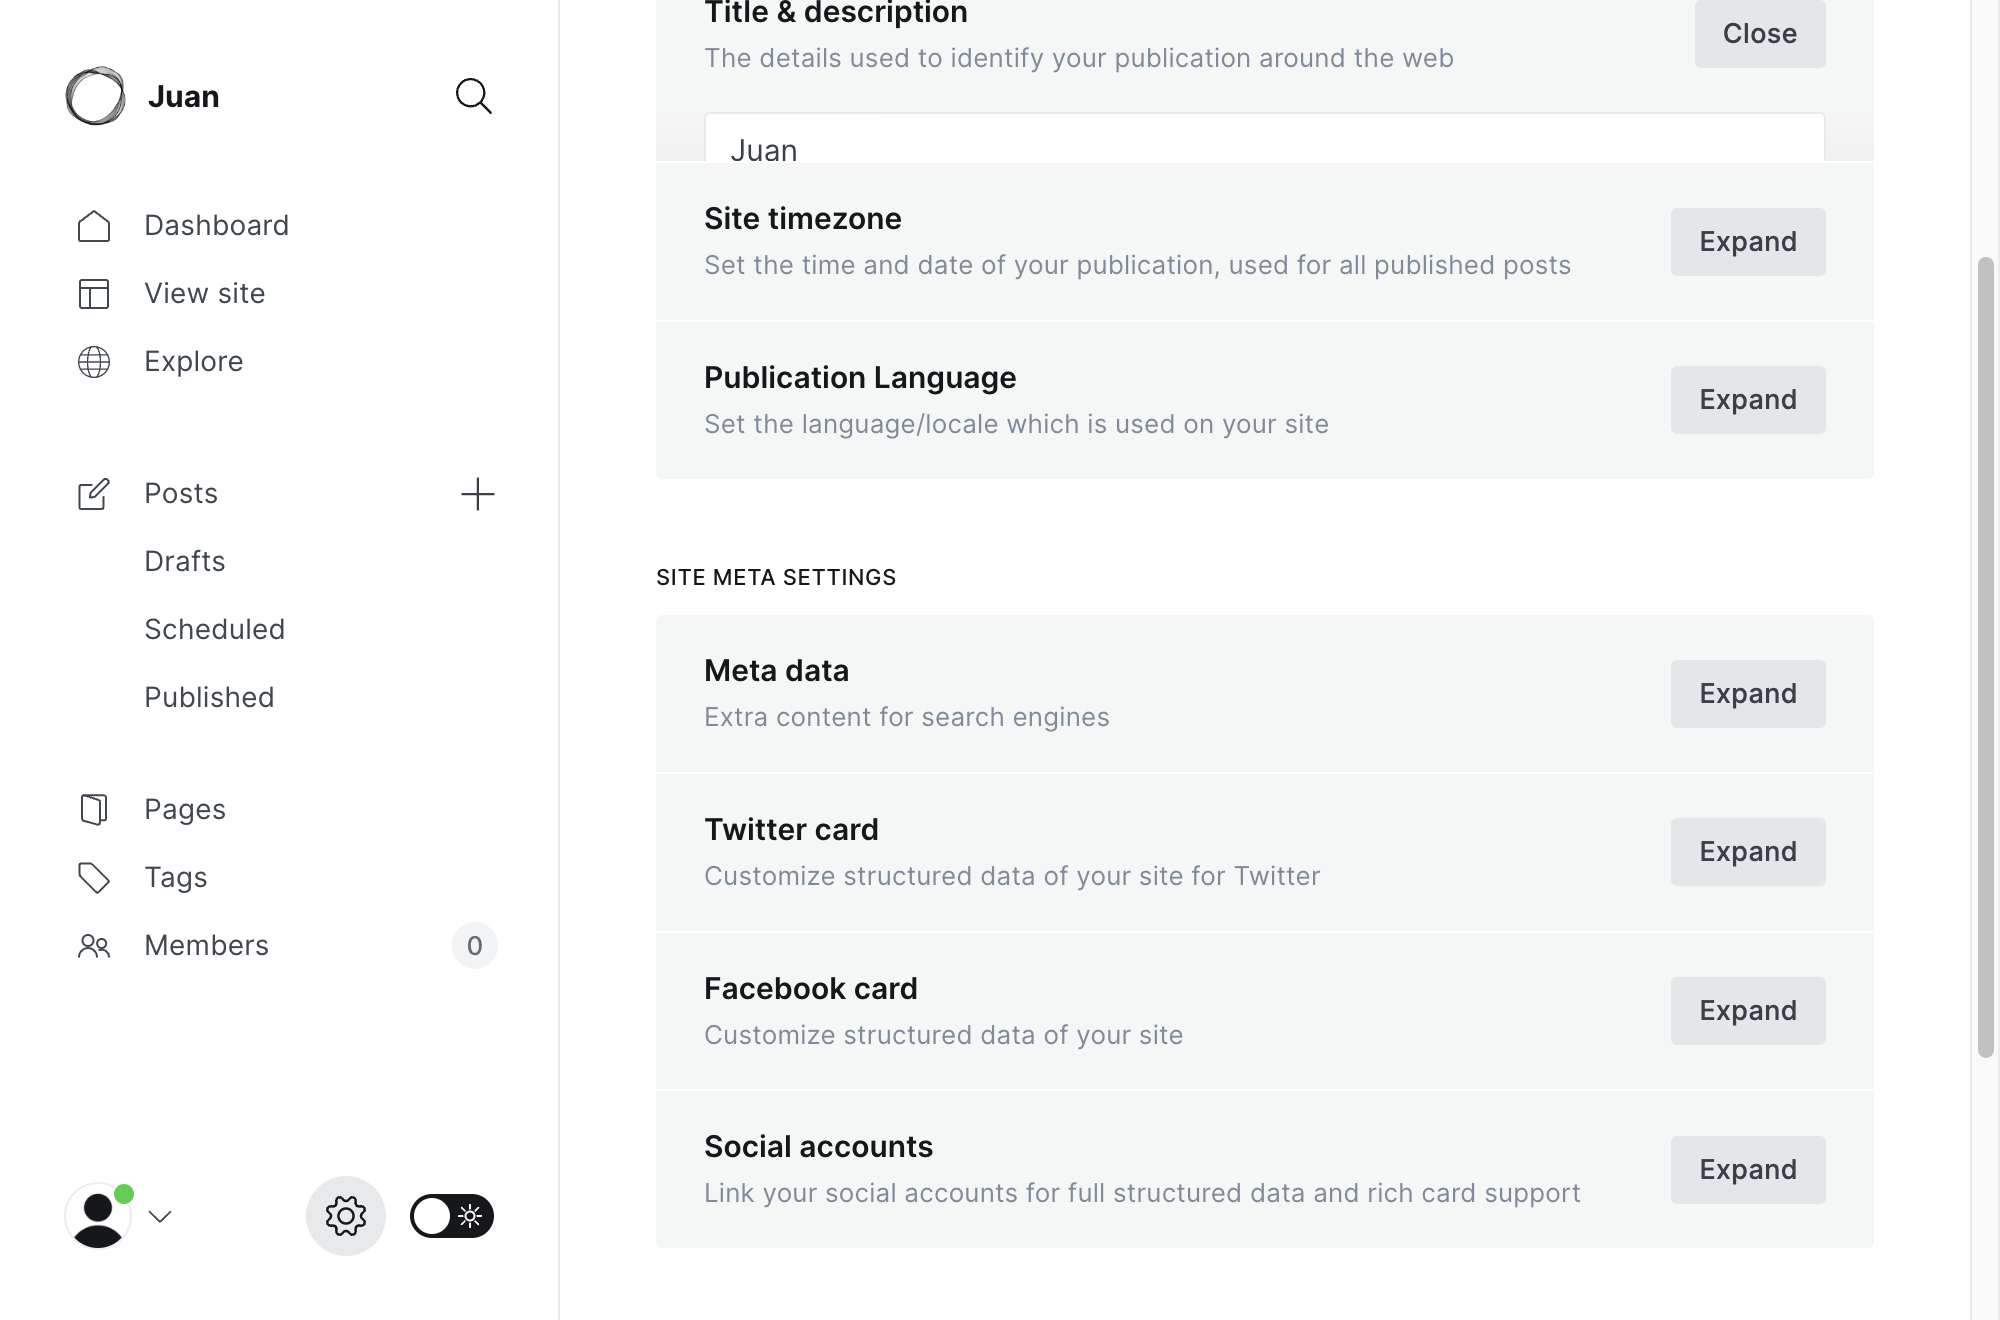 Juan
Dashboard
View site
Explore
Posts
Drafts
Scheduled
Published
Pages
Tags
Members
0
Title & description
The details used to identify your publication around the web
Close
Juan
Site timezone
Set the time and date of your publication, used for all published posts
Expand
Publication Language
Set the language/locale which is used on your site
Expand
SITE META SETTINGS
Meta data
Extra content for search engines
Expand
Twitter card
Customize structured data of your site for Twitter
Expand
Facebook card
Customize structured data of your site
Expand
Social accounts
Link your social accounts for full structured data and rich card support
Expand